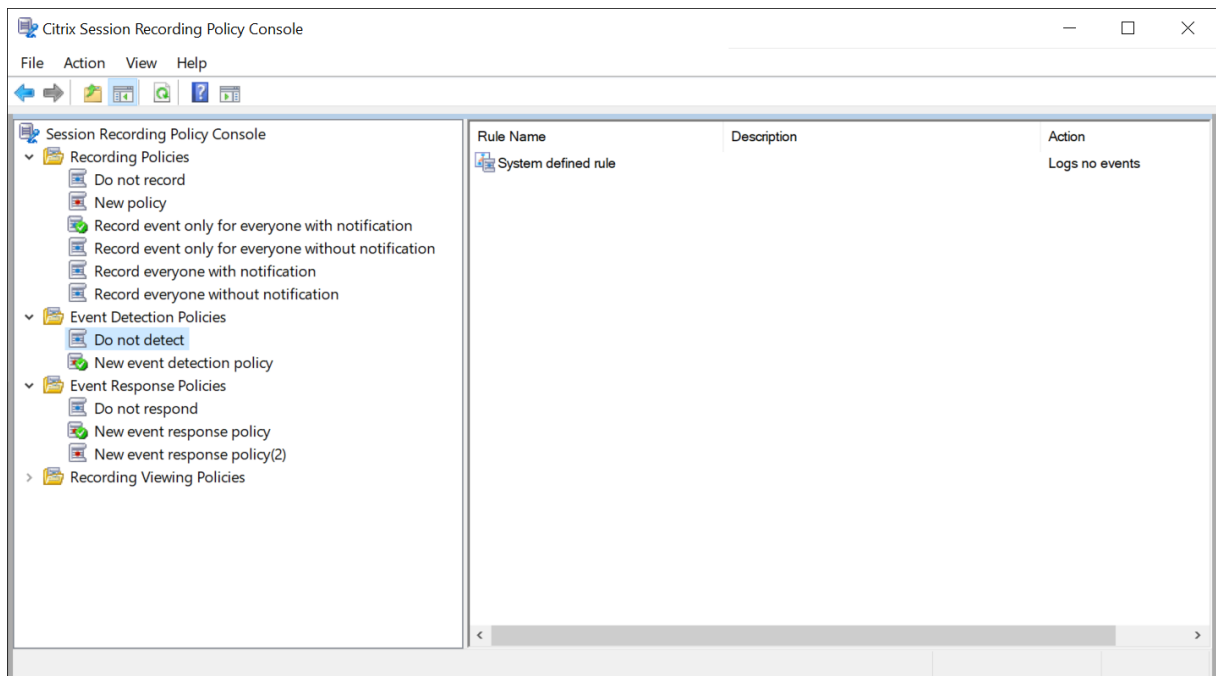 Citrix Session Recording Policy Console
File Action View Help
Session Recording Policy Console
Recording Policies
Do not record
New policy
Record event only for everyone with notification
Record event only for everyone without notification
Record everyone with notification
Record everyone without notification
Event Detection Policies
Do not detect
New event detection policy
Event Response Policies
Do not respond
New event response policy
New event response policy(2)
Recording Viewing Policies
Rule Name Description Action
System defined rule Logs no events